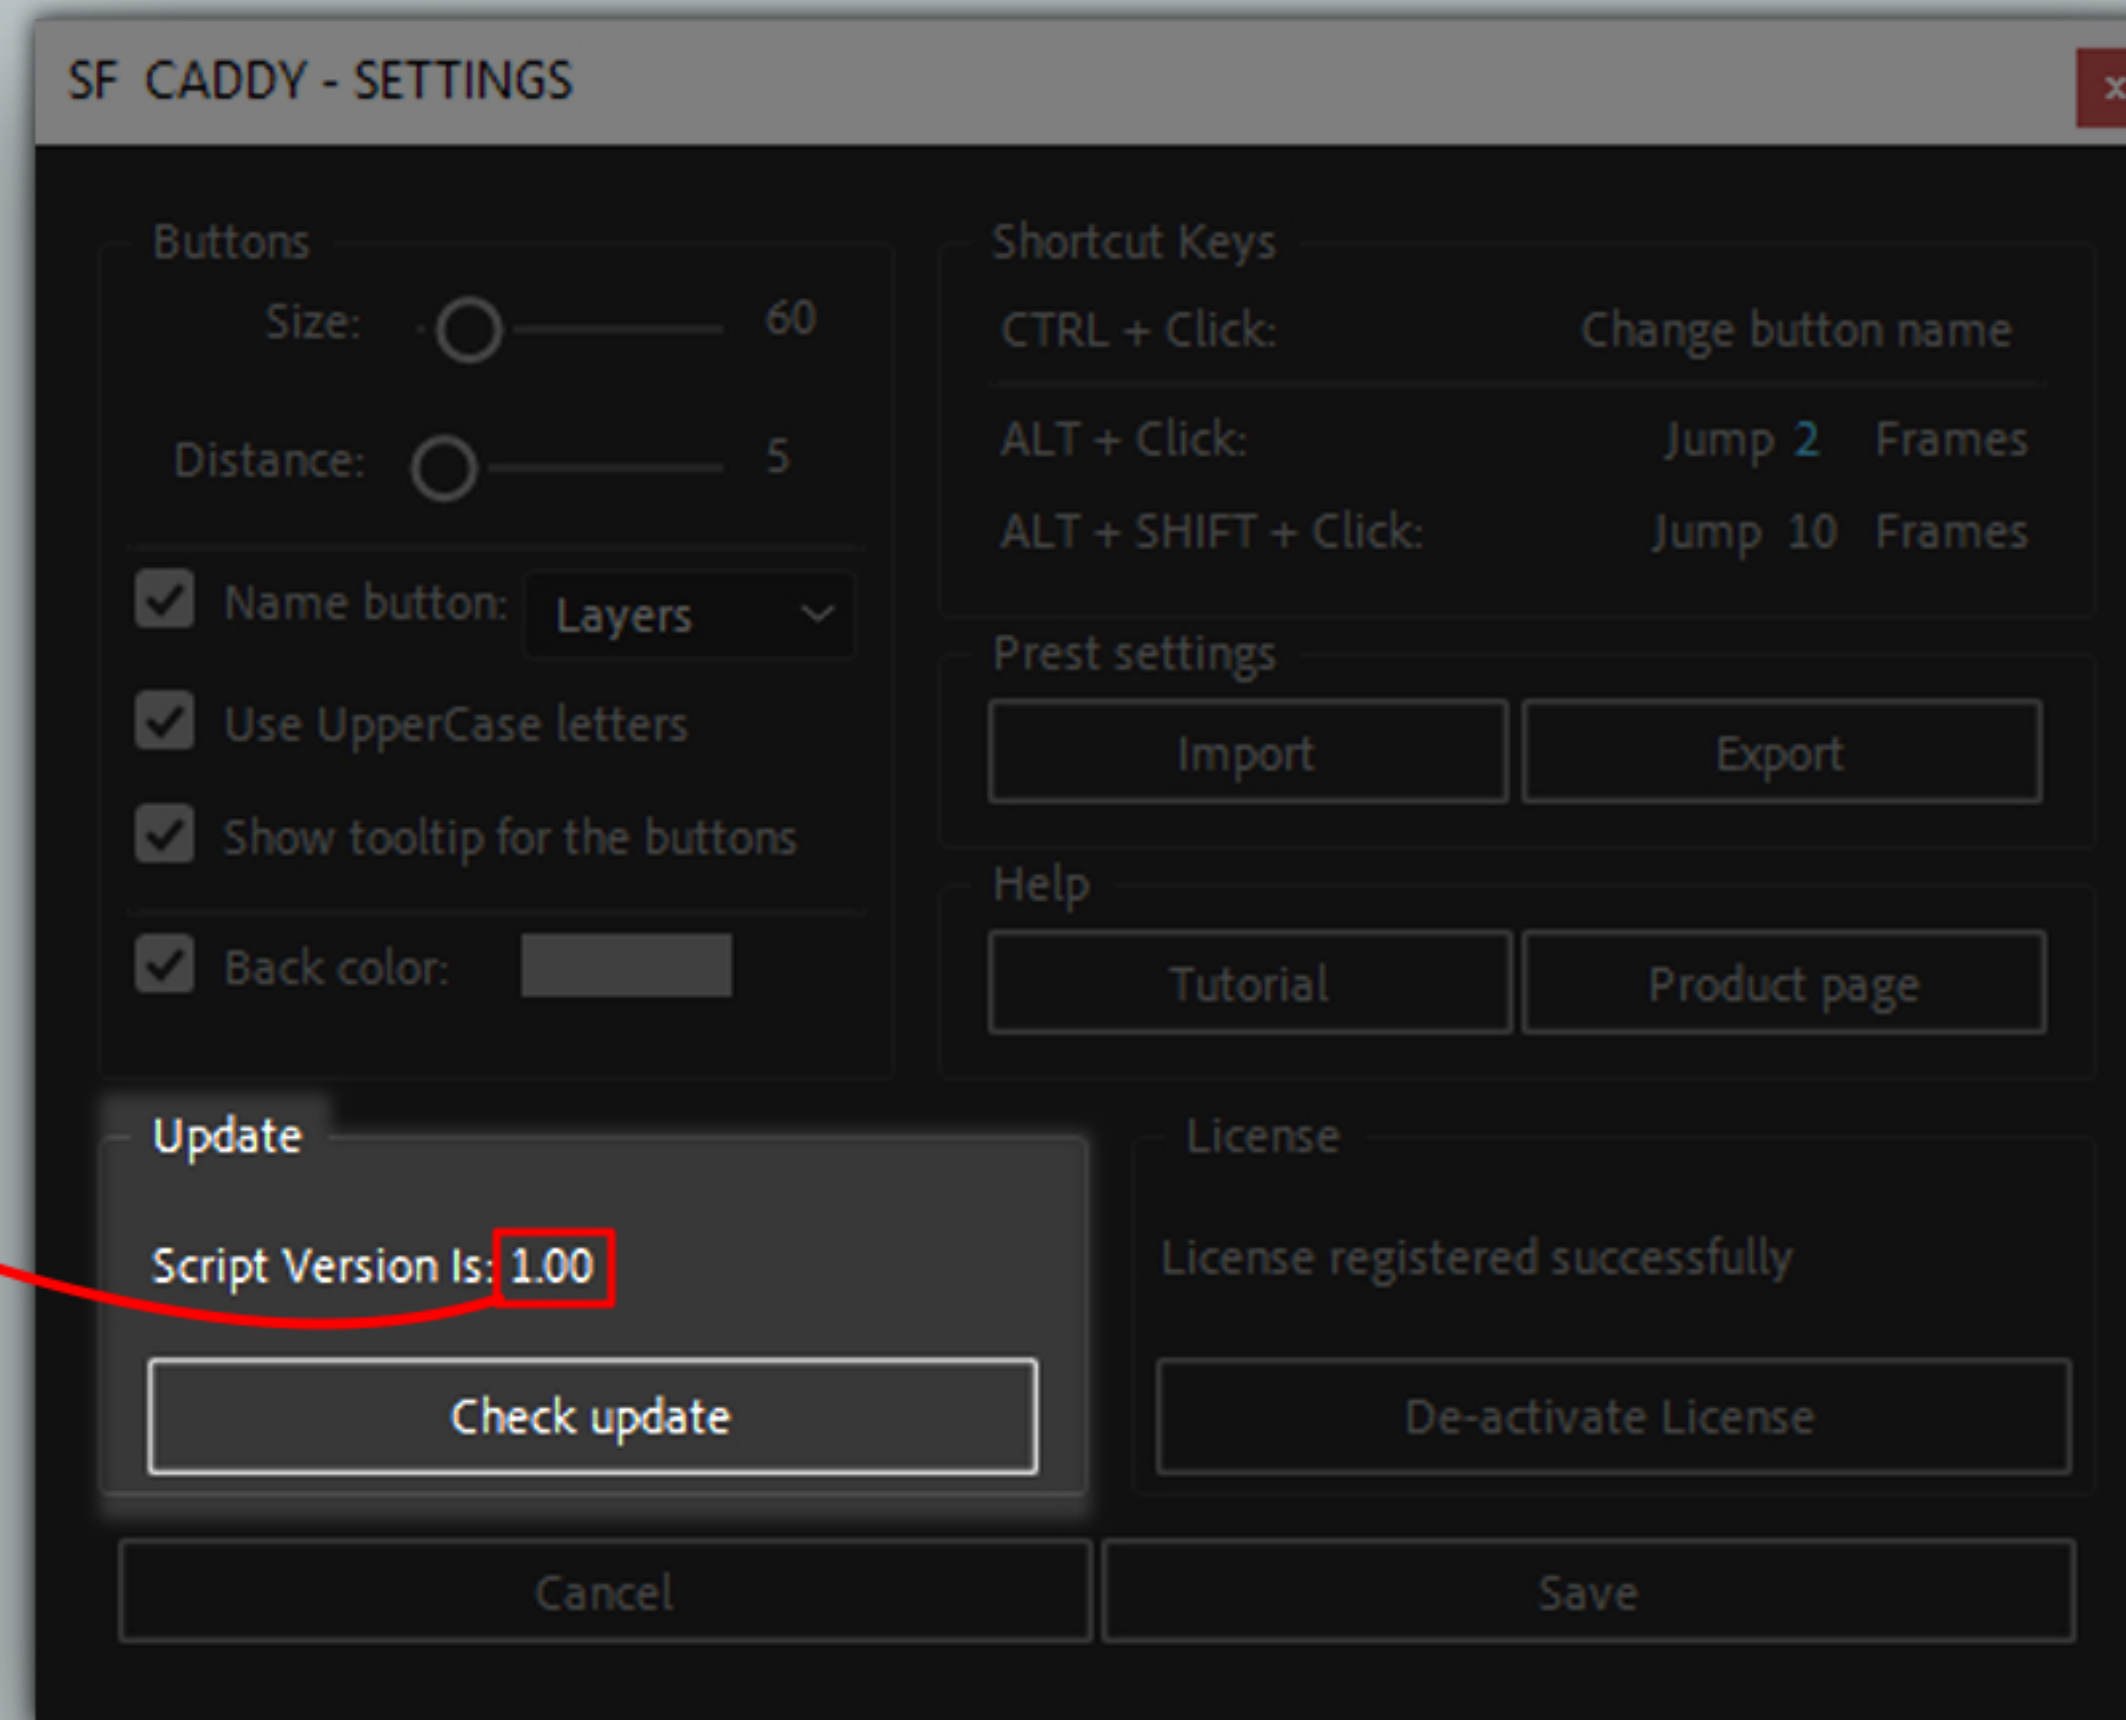 SF CADDY - SETTINGS
x
Buttons
Size: 60
Distance: 5
Name button: Layers
Use UpperCase letters
Show tooltip for the buttons
Back color:
Shortcut Keys
CTRL + Click: Change button name
ALT + Click: Jump 2 Frames
ALT + SHIFT + Click: Jump 10 Frames
Prest settings
Import Export
Help
Tutorial Product page
Update
Script Version Is: 1.00
Check update
License
License registered successfully
De-activate License
Cancel Save